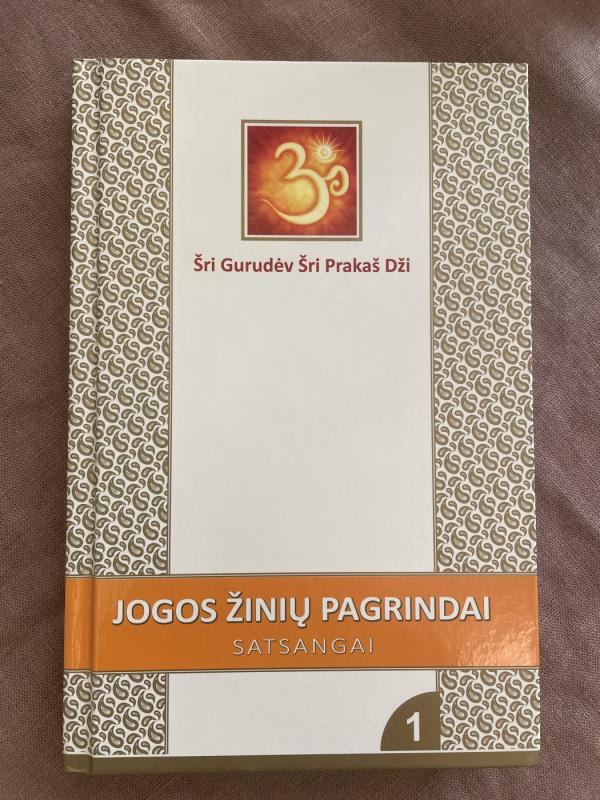 Šri Gurudėv Šri Prakaš Dži
JOGOS ŽINIŲ PAGRINDAI
SATSANGAI
1